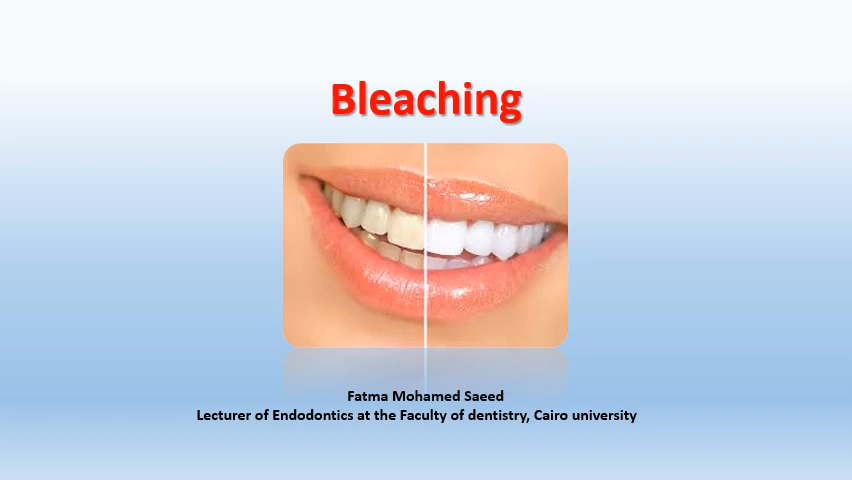 Bleaching
Fatma Mohamed Saeed
Lecturer of Endodontics at the Faculty of dentistry, Cairo university